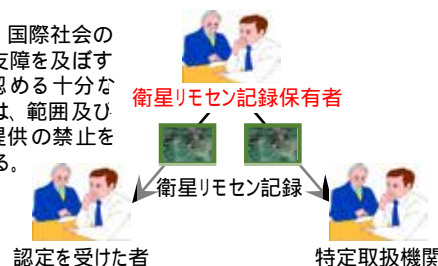 国際社会の
支障を及ぼす
認める十分な
は、範囲及び
提供の禁止を
る。
衛星リモセン記録保有者
衛星リモセン記録
認定を受けた者
特定取扱機関